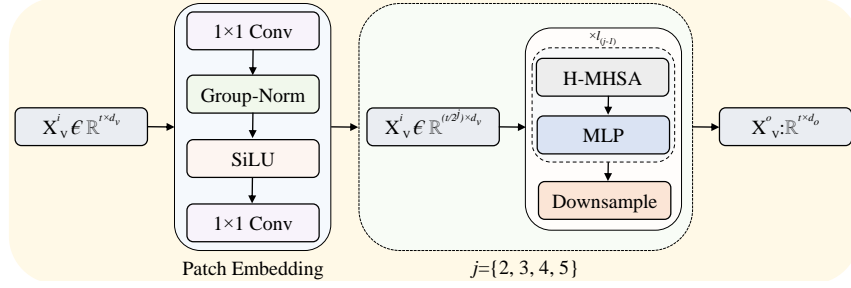 1×1 Conv
Group-Norm
SiLU
1×1 Conv
Patch Embedding
X_v^i € ℝ^{t×d_v}
X_v^i € ℝ^{(t/2^j)×d_v}
×l_{(j-1)}
H-MHSA
MLP
Downsample
j={2, 3, 4, 5}
X_v^o:ℝ^{t×d_o}